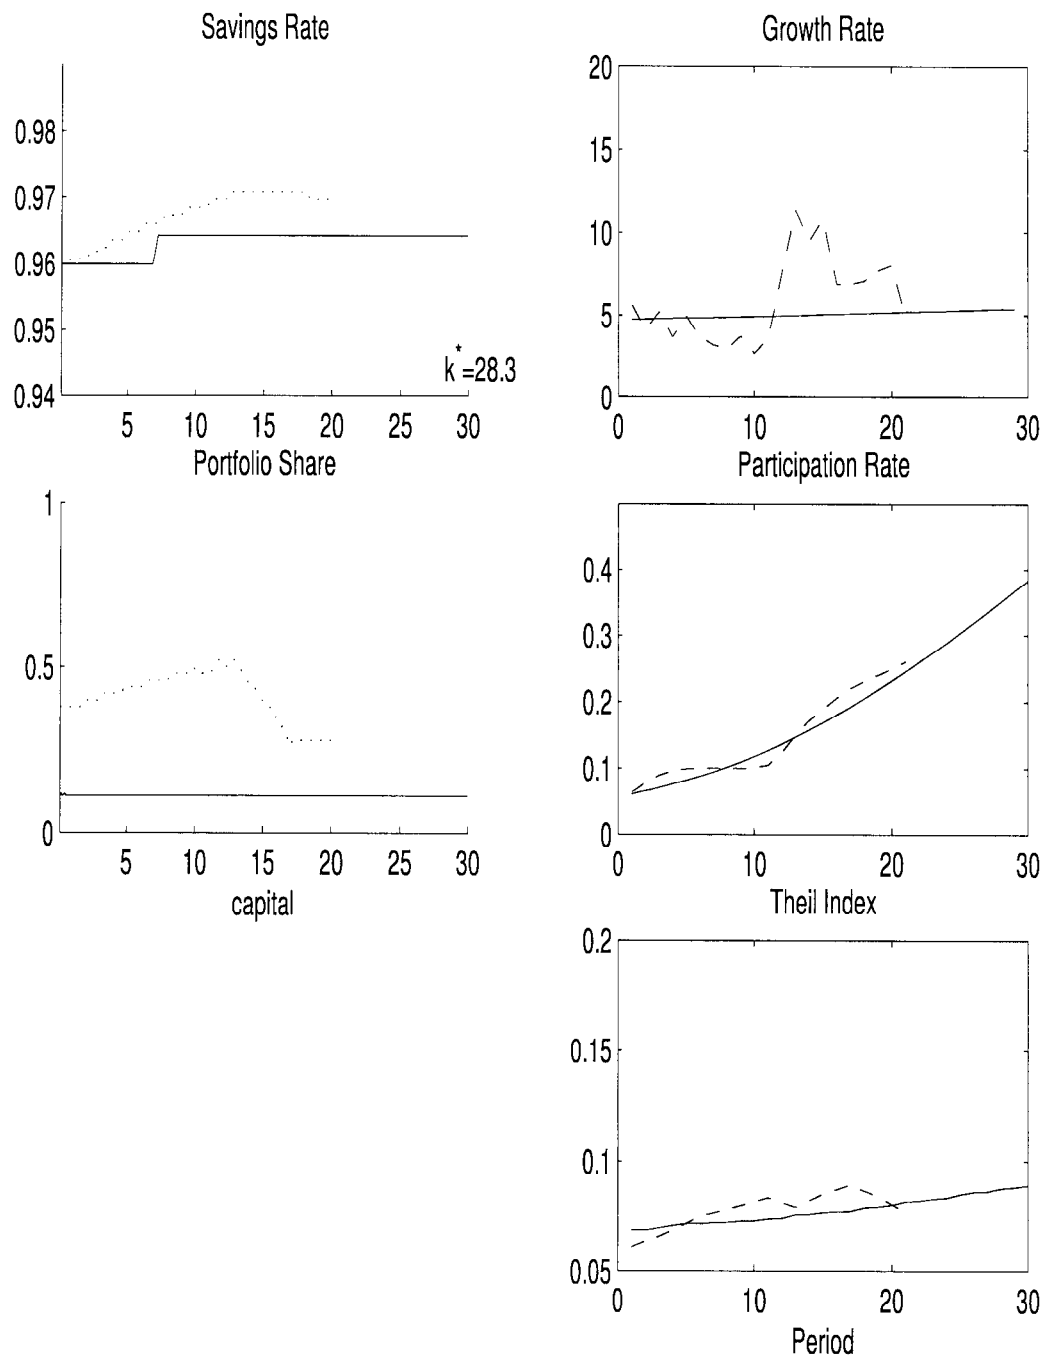 Savings Rate
0.98
0.97
0.96
0.95
0.94
k*=28.3
5 10 15 20 25 30
Portfolio Share
1
0.5
0
5 10 15 20 25 30
capital
Growth Rate
20
15
10
5
0
0 10 20 30
Participation Rate
0.4
0.3
0.2
0.1
0
0 10 20 30
Theil Index
0.2
0.15
0.1
0.05
0 10 20 30
Period